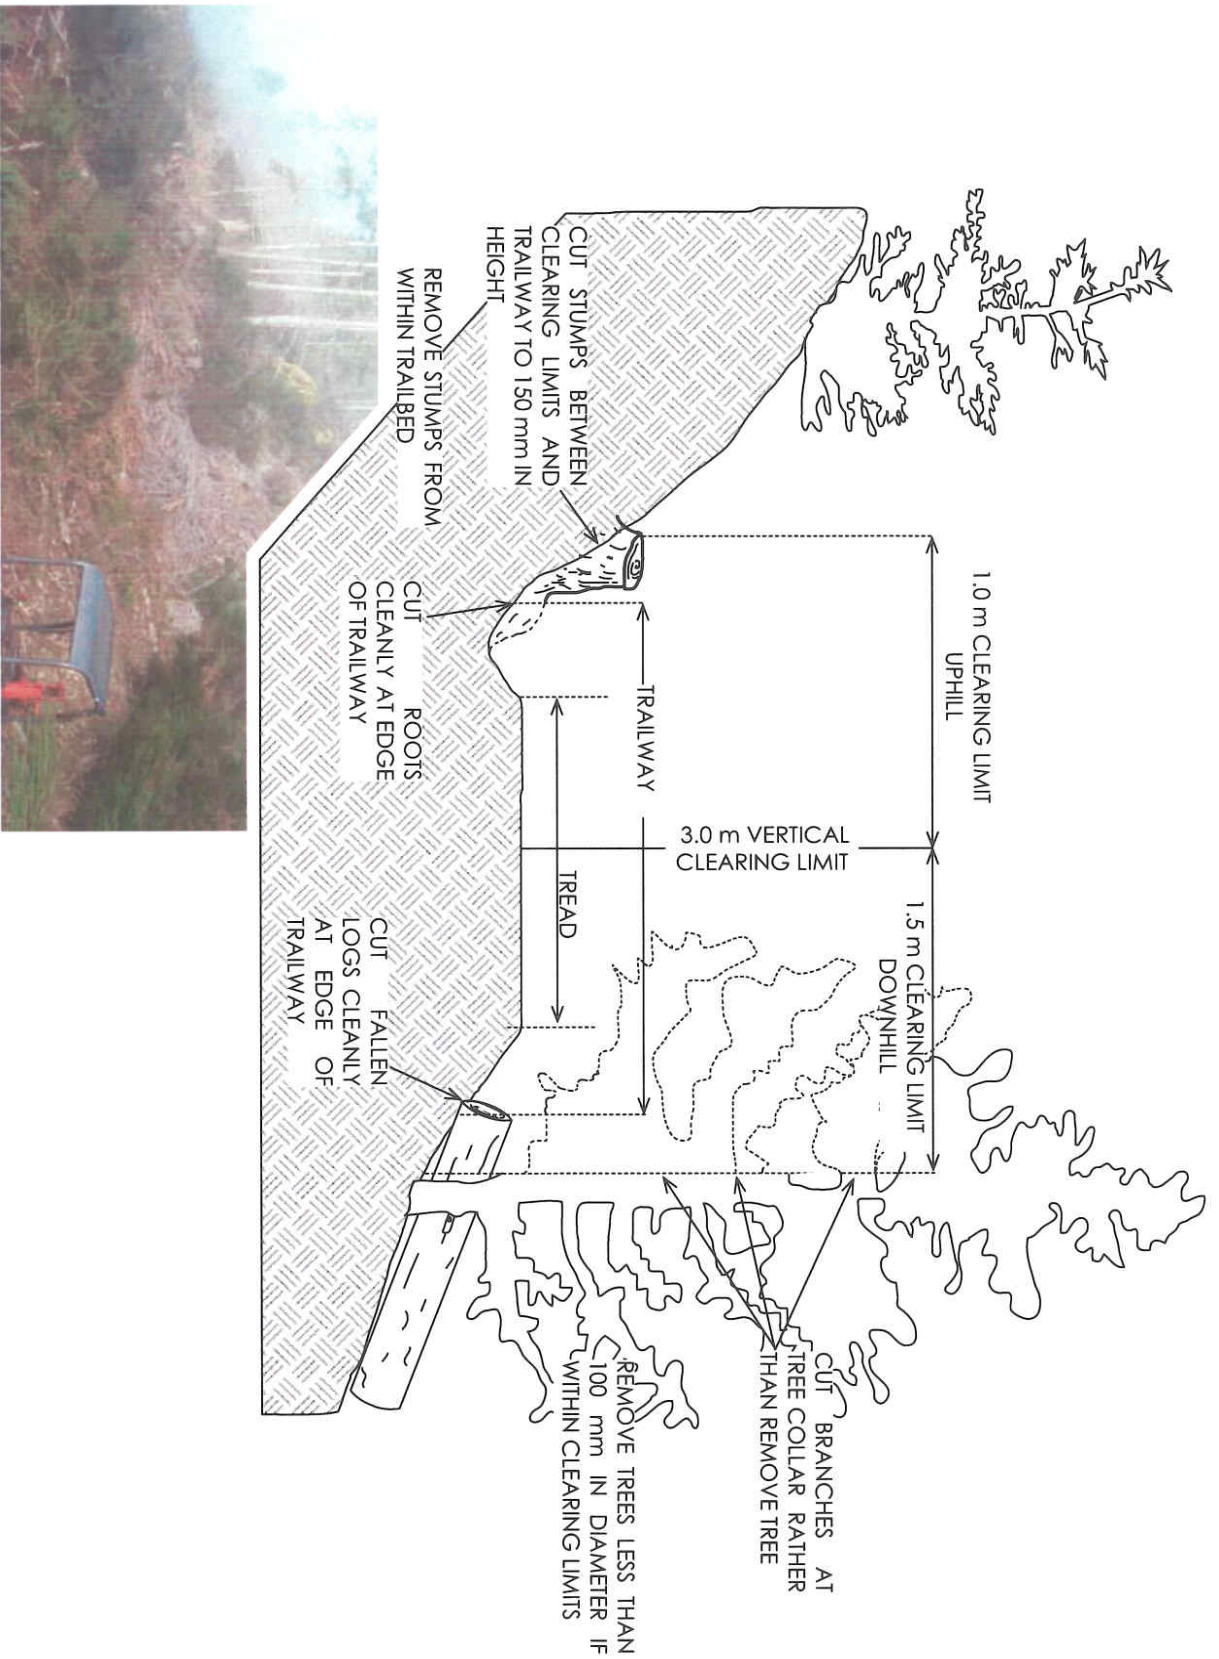 1.0 m CLEARING LIMIT
UPHILL
1.5 m CLEARING LIMIT
DOWNHILL
3.0 m VERTICAL
CLEARING LIMIT
TRAILWAY
TREAD
CUT STUMPS BETWEEN
CLEARING LIMITS AND
TRAILWAY TO 150 mm IN
HEIGHT
REMOVE STUMPS FROM
WITHIN TRAILBED
CUT ROOTS
CLEANLY AT EDGE
OF TRAILWAY
CUT FALLEN
LOGS CLEANLY
AT EDGE OF
TRAILWAY
CUT BRANCHES AT
TREE COLLAR RATHER
THAN REMOVE TREE
REMOVE TREES LESS THAN
100 mm IN DIAMETER IF
WITHIN CLEARING LIMITS